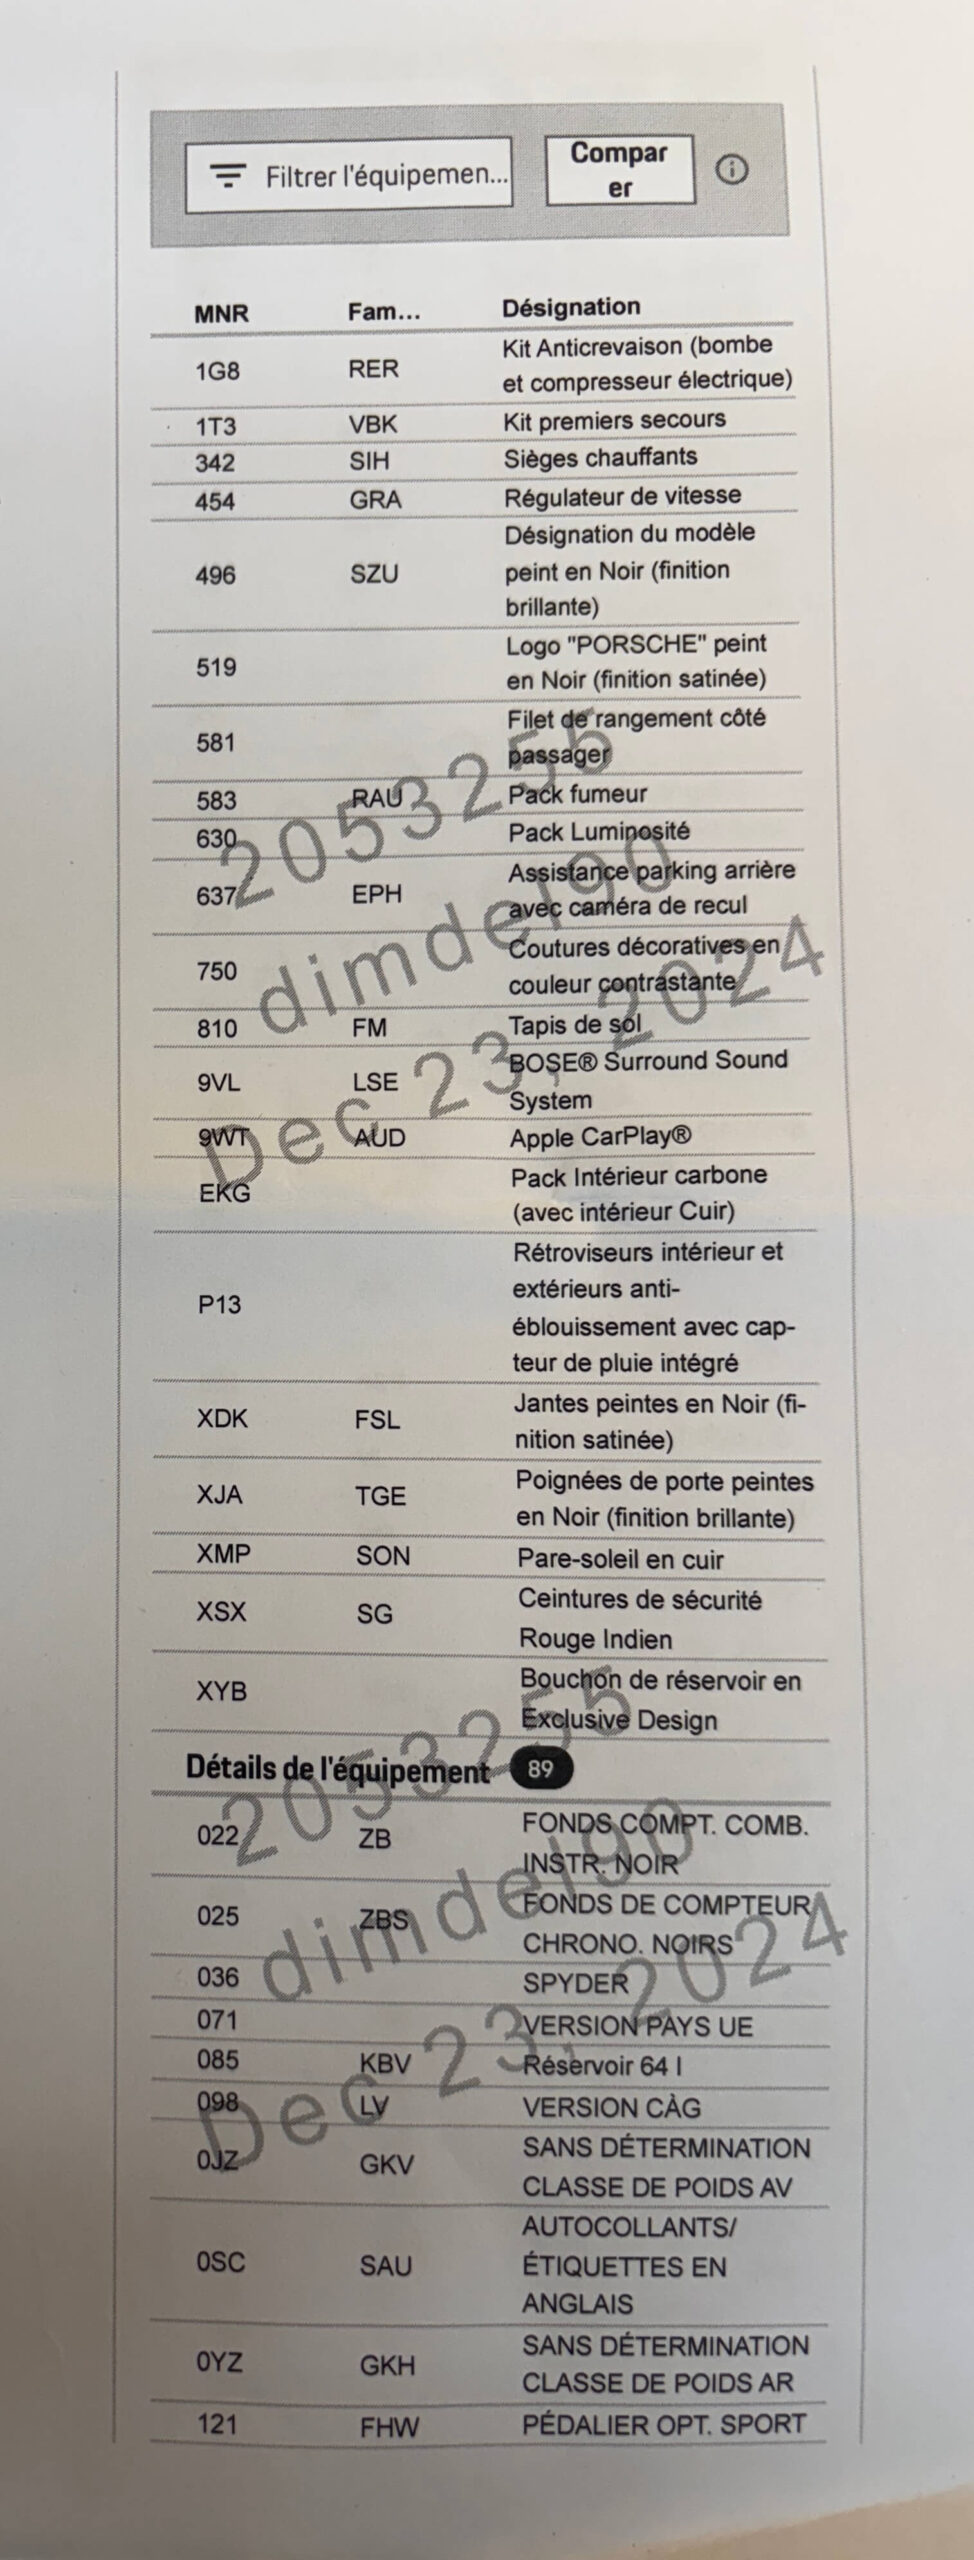 Filtrer l'équipemen...
Compar
er
MNR Fam... Désignation
1G8 RER Kit Anticrevaison (bombe
et compresseur électrique)
1T3 VBK Kit premiers secours
342 SIH Sièges chauffants
454 GRA Régulateur de vitesse
496 SZU Désignation du modèle
peint en Noir (finition
brillante)
519 Logo "PORSCHE" peint
en Noir (finition satinée)
581 Filet de rangement côté
passager
583 RAU Pack fumeur
630 Pack Luminosité
637 EPH Assistance parking arrière
avec caméra de recul
750 Coutures décoratives en
couleur contrastante
810 FM Tapis de sol
9VL LSE BOSE® Surround Sound
System
9WT AUD Apple CarPlay®
EKG Pack Intérieur carbone
(avec intérieur Cuir)
P13 Rétroviseurs intérieur et
extérieurs anti-
éblouissement avec cap-
teur de pluie intégré
XDK FSL Jantes peintes en Noir (fi-
nition satinée)
XJA TGE Poignées de porte peintes
en Noir (finition brillante)
XMP SON Pare-soleil en cuir
XSX SG Ceintures de sécurité
Rouge Indien
XYB Bouchon de réservoir en
Exclusive Design
Détails de l'équipement 89
022 ZB FONDS COMPT. COMB.
INSTR. NOIR
025 ZBS FONDS DE COMPTEUR
CHRONO. NOIRS
036 SPYDER
071 VERSION PAYS UE
085 KBV Réservoir 64 l
098 LV VERSION CÀG
0JZ GKV SANS DÉTERMINATION
CLASSE DE POIDS AV
0SC SAU AUTOCOLLANTS/
ÉTIQUETTES EN
ANGLAIS
0YZ GKH SANS DÉTERMINATION
CLASSE DE POIDS AR
121 FHW PÉDALIER OPT. SPORT
2053255
dimdei90
Dec 23, 2024
2053255
dimdei90
Dec 23, 2024